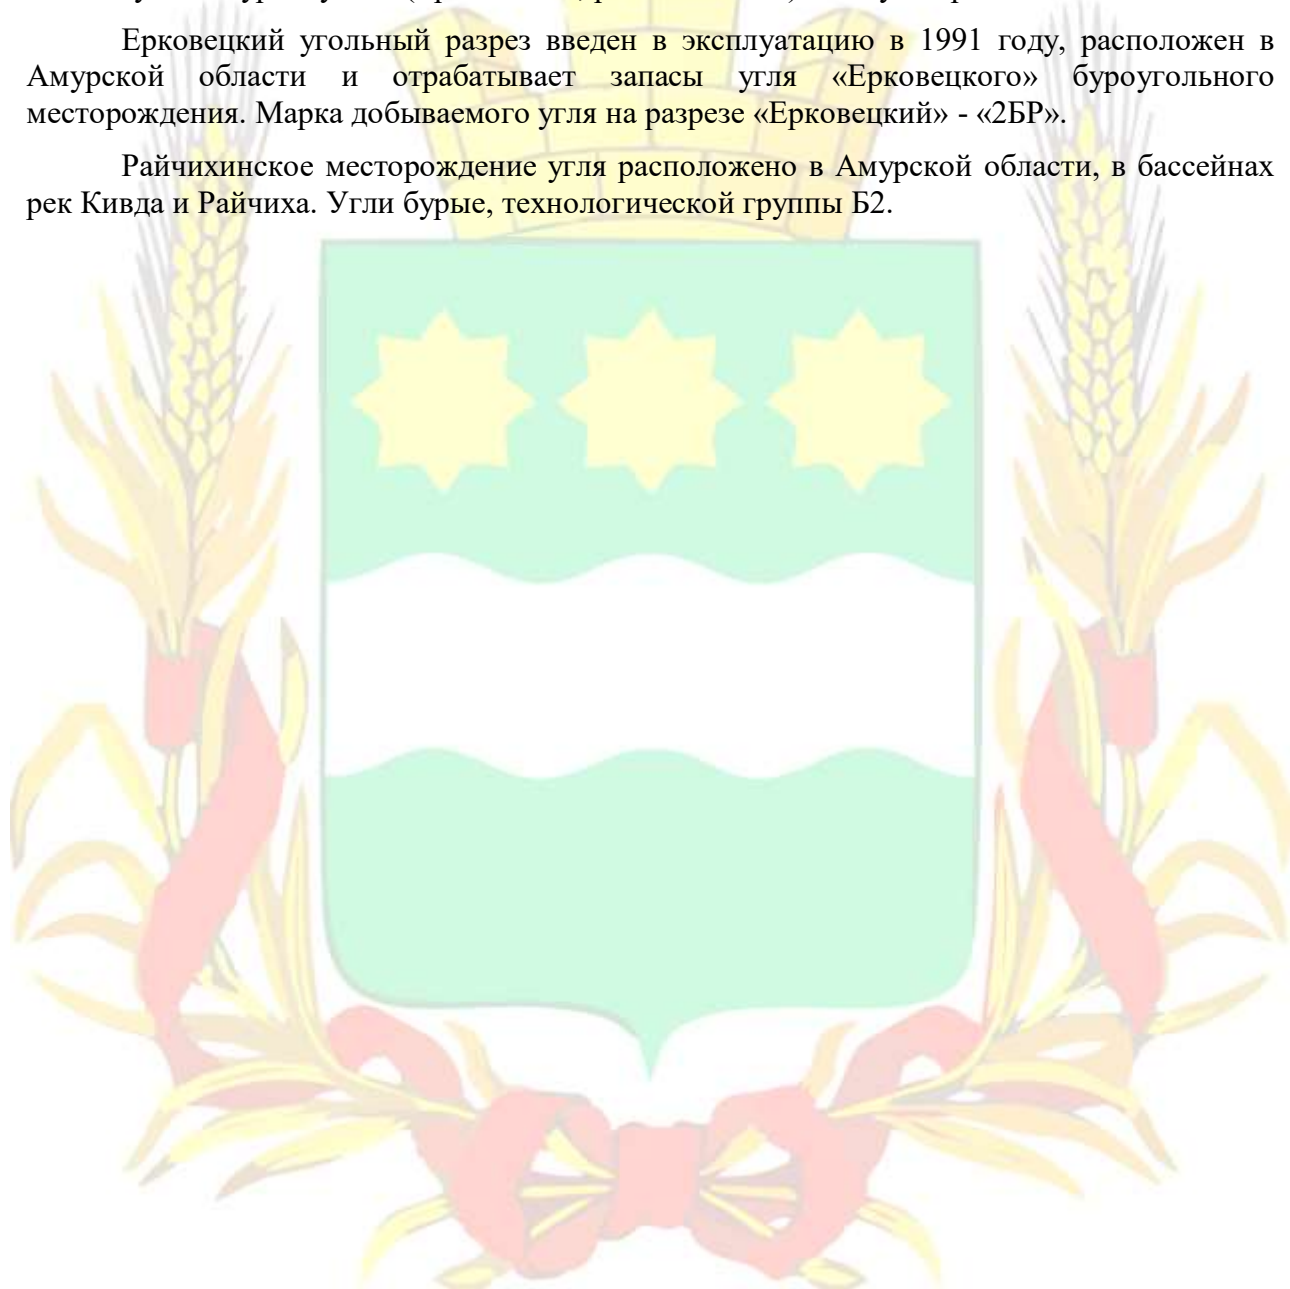 Ерковецкий угольный разрез введен в эксплуатацию в 1991 году, расположен в
Амурской области и отрабатывает запасы угля «Ерковецкого» буроугольного
месторождения. Марка добываемого угля на разрезе «Ерковецкий» - «2БР».
Райчихинское месторождение угля расположено в Амурской области, в бассейнах
рек Кивда и Райчиха. Угли бурые, технологической группы Б2.